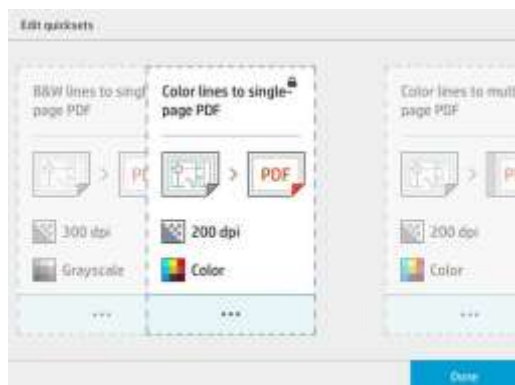 Edit quicksets
B&W lines to singl
page PDF
300 dpi
Grayscale
...
Color lines to single-
page PDF
PDF
200 dpi
Color
...
Color lines to mult
page PDF
200 dpi
Color
...
Done